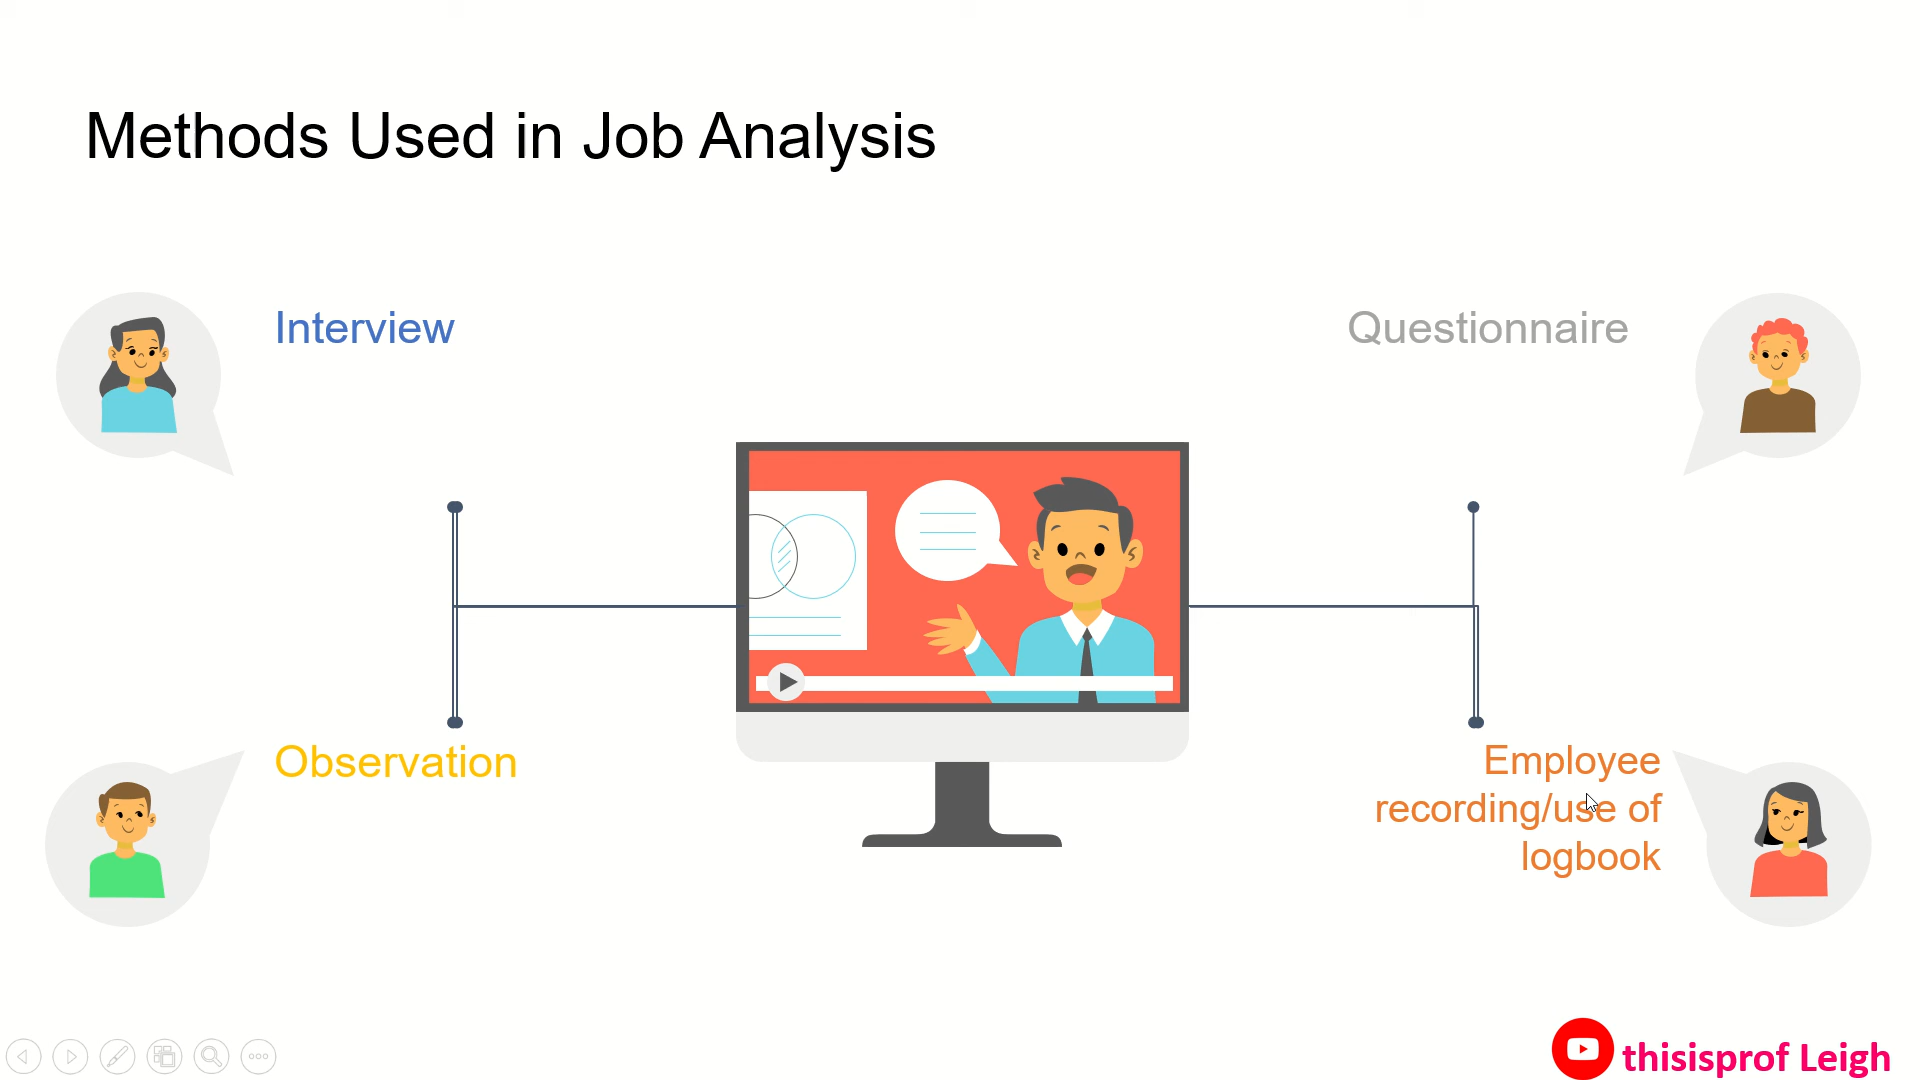 Methods Used in Job Analysis
Interview
Questionnaire
Observation
Employee
recording/use of
logbook
thisisprof Leigh